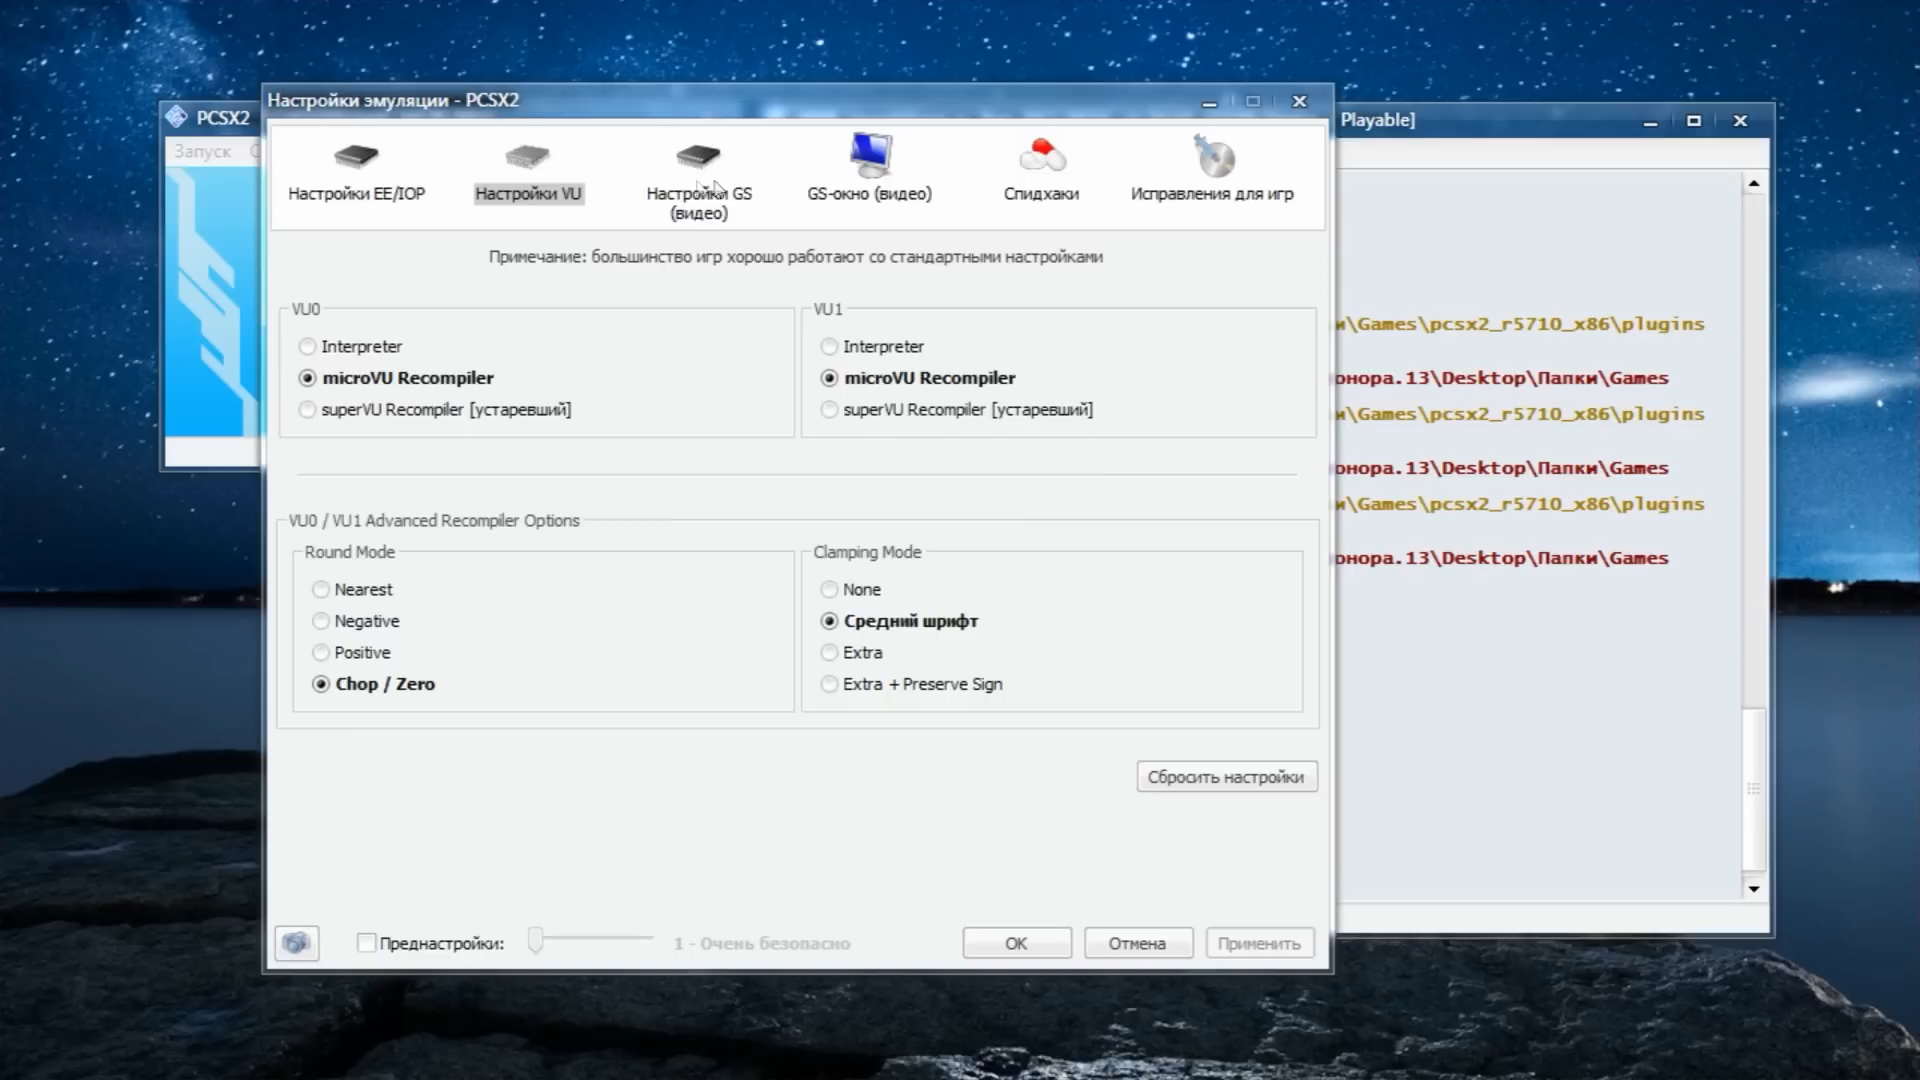 Настройки эмуляции - PCSX2
PCSX2
Playable]
Запуск
Настройки EE/IOP
Настройки VU
Настройки GS
(видео)
GS-окно (видео)
Спидхаки
Исправления для игр
Примечание: большинство игр хорошо работают со стандартными настройками
VU0
Interpreter
microVU Recompiler
superVU Recompiler [устаревший]
VU1
Interpreter
microVU Recompiler
superVU Recompiler [устаревший]
VU0 / VU1 Advanced Recompiler Options
Round Mode
Nearest
Negative
Positive
Chop / Zero
Clamping Mode
None
Средний шрифт
Extra
Extra + Preserve Sign
Сбросить настройки
Преднастройки:
1 - Очень безопасно
OK
Отмена
Применить
и\Games\pcsx2_r5710_x86\plugins
онора.13\Desktop\Папки\Games
и\Games\pcsx2_r5710_x86\plugins
онора.13\Desktop\Папки\Games
и\Games\pcsx2_r5710_x86\plugins
онора.13\Desktop\Папки\Games